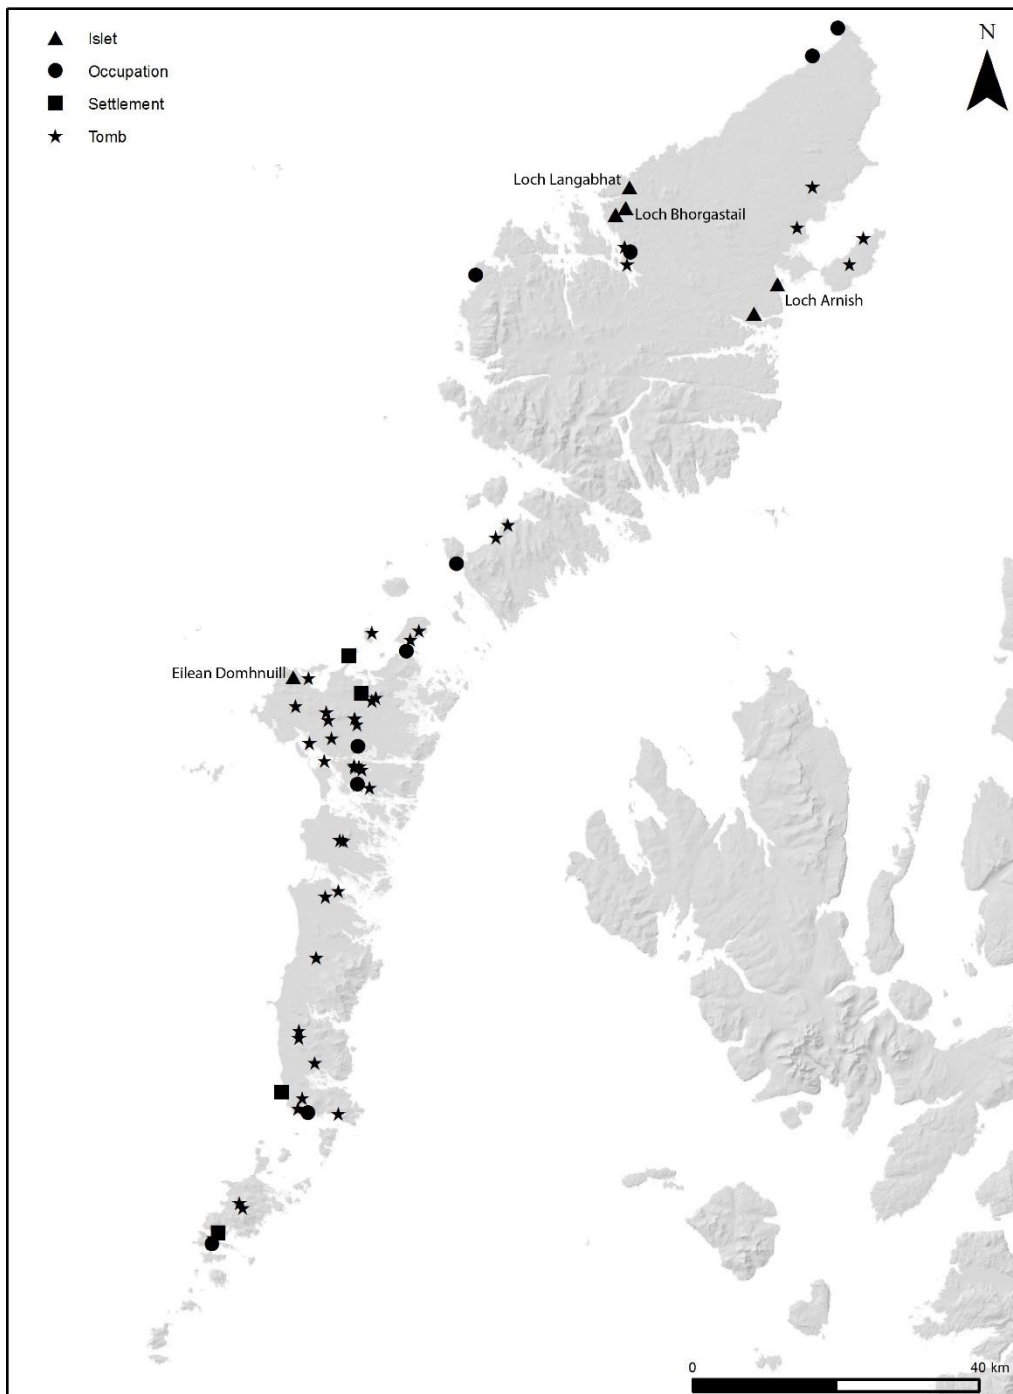 Islet
Occupation
Settlement
Tomb
N
Loch Langabhat
Loch Bhorgastail
Loch Arnish
Eilean Domhnuill
0 40 km